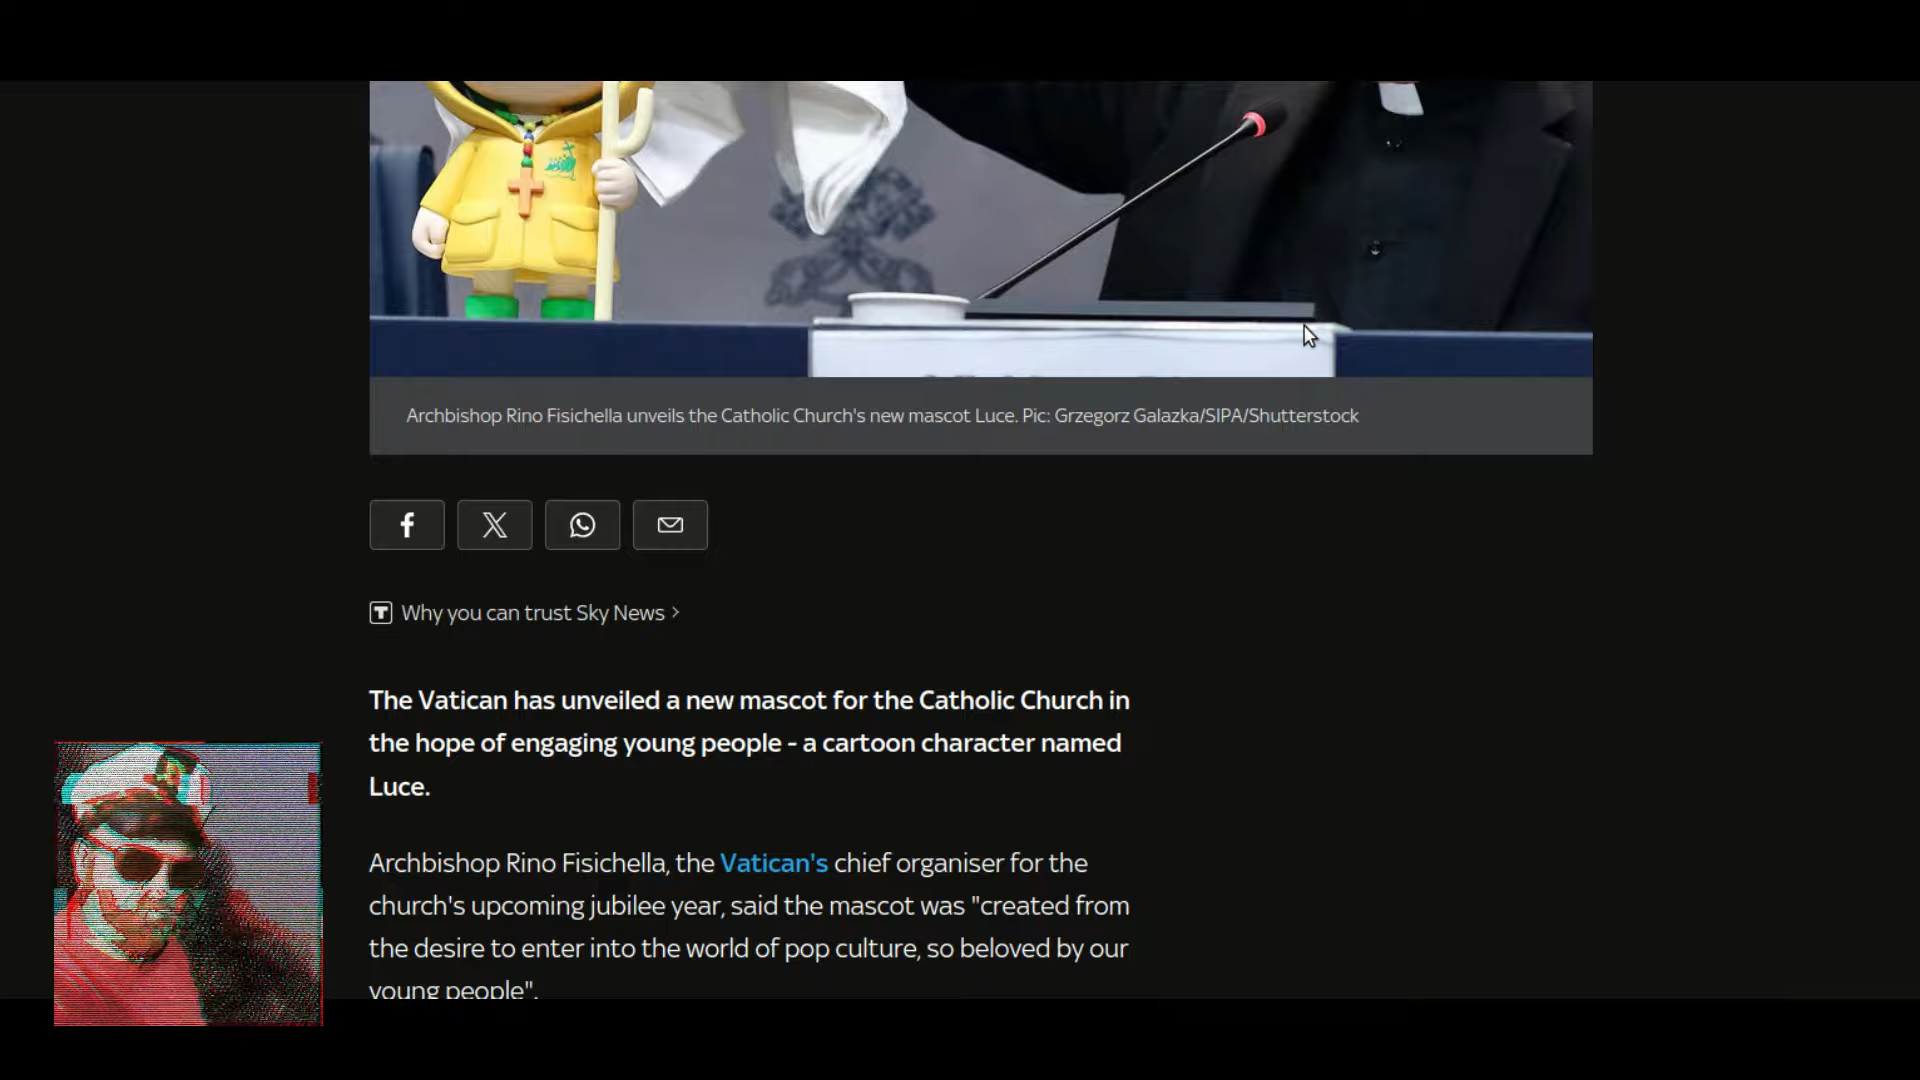 Archbishop Rino Fisichella unveils the Catholic Church's new mascot Luce. Pic: Grzegorz Galazka/SIPA/Shutterstock
Why you can trust Sky News >
The Vatican has unveiled a new mascot for the Catholic Church in
the hope of engaging young people - a cartoon character named
Luce.
Archbishop Rino Fisichella, the Vatican's chief organiser for the
church's upcoming jubilee year, said the mascot was "created from
the desire to enter into the world of pop culture, so beloved by our
young people".